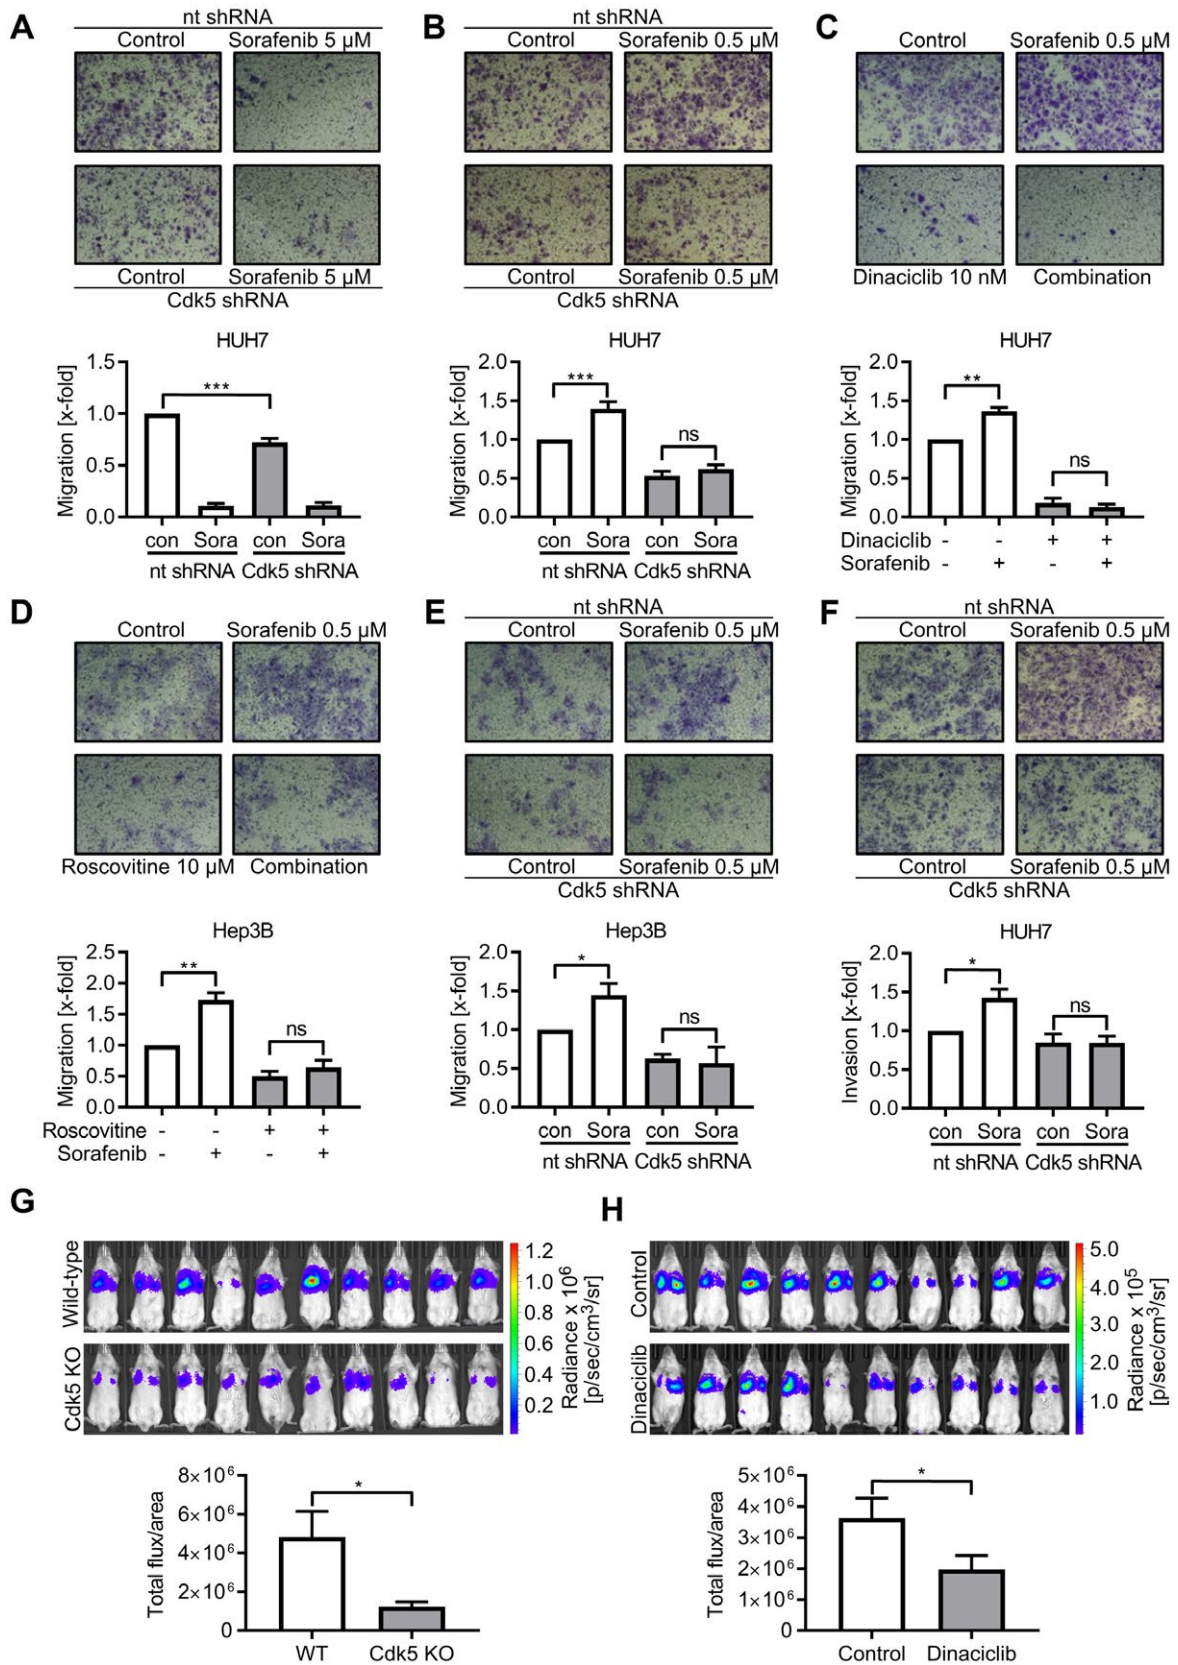 A
nt shRNA
Control Sorafenib 5 µM
Control Sorafenib 5 µM
Cdk5 shRNA
HUH7
Migration [x-fold]
1.5
1.0
0.5
0.0
***
con Sora con Sora
nt shRNA Cdk5 shRNA
B
nt shRNA
Control Sorafenib 0.5 µM
Control Sorafenib 0.5 µM
Cdk5 shRNA
HUH7
Migration [x-fold]
2.0
1.5
1.0
0.5
0.0
***
ns
con Sora con Sora
nt shRNA Cdk5 shRNA
C
Control Sorafenib 0.5 µM
Dinaciclib 10 nM Combination
HUH7
Migration [x-fold]
2.0
1.5
1.0
0.5
0.0
**
ns
Dinaciclib - - + +
Sorafenib - + - +
D
Control Sorafenib 0.5 µM
Roscovitine 10 µM Combination
Hep3B
Migration [x-fold]
2.5
2.0
1.5
1.0
0.5
0.0
**
ns
Roscovitine - - + +
Sorafenib - + - +
E
nt shRNA
Control Sorafenib 0.5 µM
Control Sorafenib 0.5 µM
Cdk5 shRNA
Hep3B
Migration [x-fold]
2.0
1.5
1.0
0.5
0.0
*
ns
con Sora con Sora
nt shRNA Cdk5 shRNA
F
nt shRNA
Control Sorafenib 0.5 µM
Control Sorafenib 0.5 µM
Cdk5 shRNA
HUH7
Invasion [x-fold]
2.0
1.5
1.0
0.5
0.0
*
ns
con Sora con Sora
nt shRNA Cdk5 shRNA
G
Wild-type
Cdk5 KO
1.2
1.0
0.8
0.6
0.4
0.2
Radiance x 10⁶
[p/sec/cm³/sr]
Total flux/area
8×10⁶
6×10⁶
4×10⁶
2×10⁶
0
*
WT Cdk5 KO
H
Control
Dinaciclib
5.0
4.0
3.0
2.0
1.0
Radiance x 10⁵
[p/sec/cm³/sr]
Total flux/area
5×10⁶
4×10⁶
3×10⁶
2×10⁶
1×10⁶
0
*
Control Dinaciclib